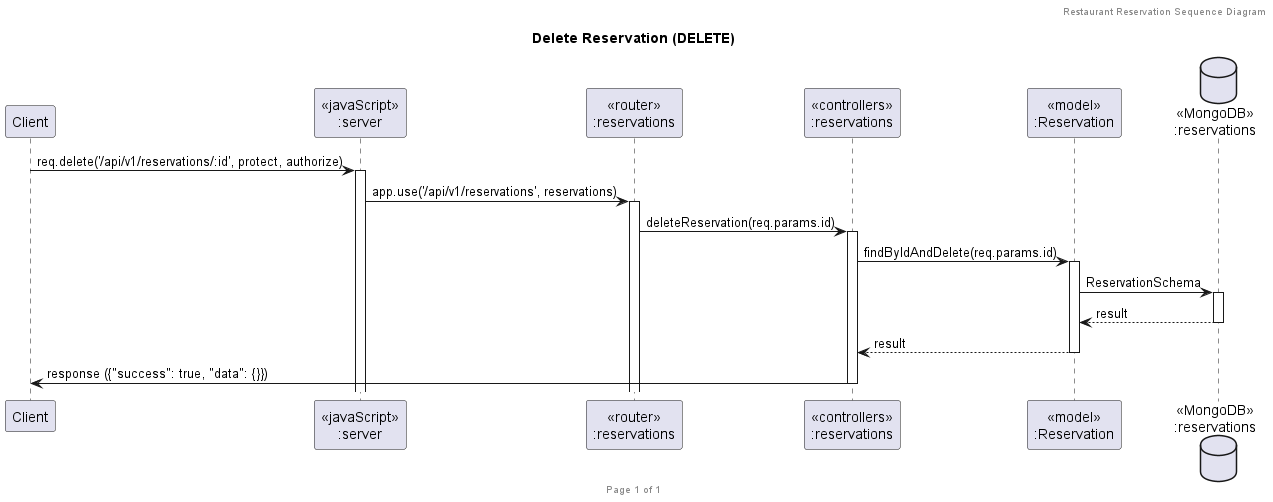 Restaurant Reservation Sequence Diagram
Delete Reservation (DELETE)
Client
«javaScript»
:server
«router»
:reservations
«controllers»
:reservations
«model»
:Reservation
«MongoDB»
:reservations
req.delete('/api/v1/reservations/:id', protect, authorize)
app.use('/api/v1/reservations', reservations)
deleteReservation(req.params.id)
findByIdAndDelete(req.params.id)
ReservationSchema
result
result
response ({"success": true, "data": {}})
Client
«javaScript»
:server
«router»
:reservations
«controllers»
:reservations
«model»
:Reservation
«MongoDB»
:reservations
Page 1 of 1